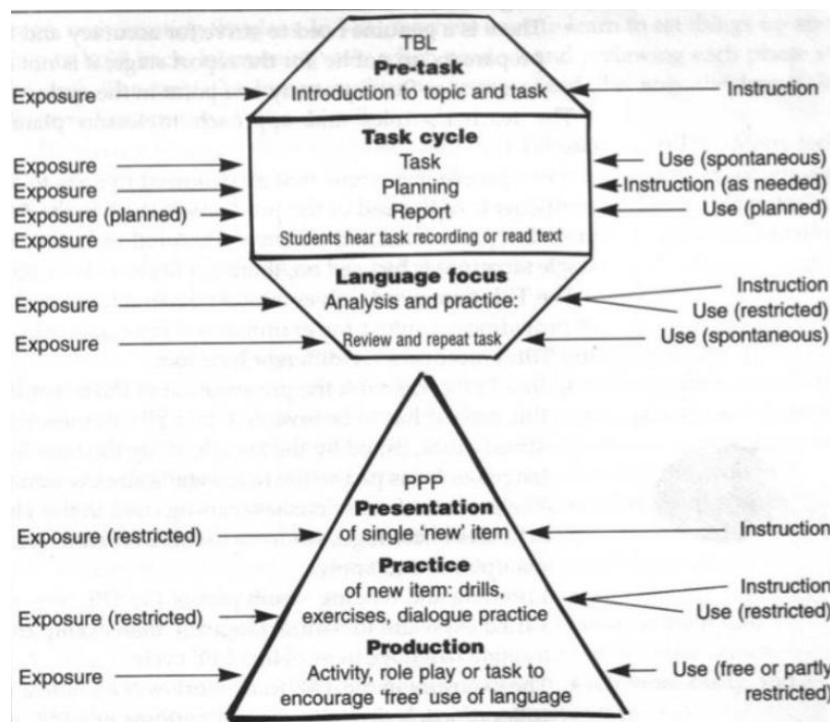 TBL
Pre-task
Exposure Introduction to topic and task Instruction
Task cycle
Exposure Task Use (spontaneous)
Exposure Planning Instruction (as needed)
Exposure (planned) Report Use (planned)
Exposure Students hear task recording or read text
Language focus
Instruction
Exposure Analysis and practice: Use (restricted)
Exposure Review and repeat task Use (spontaneous)
PPP
Presentation
Exposure (restricted) of single 'new' item Instruction
Practice
of new item: drills, Instruction
Exposure (restricted) exercises, dialogue practice Use (restricted)
Production
Exposure Activity, role play or task to Use (free or partly
encourage 'free' use or language restricted)